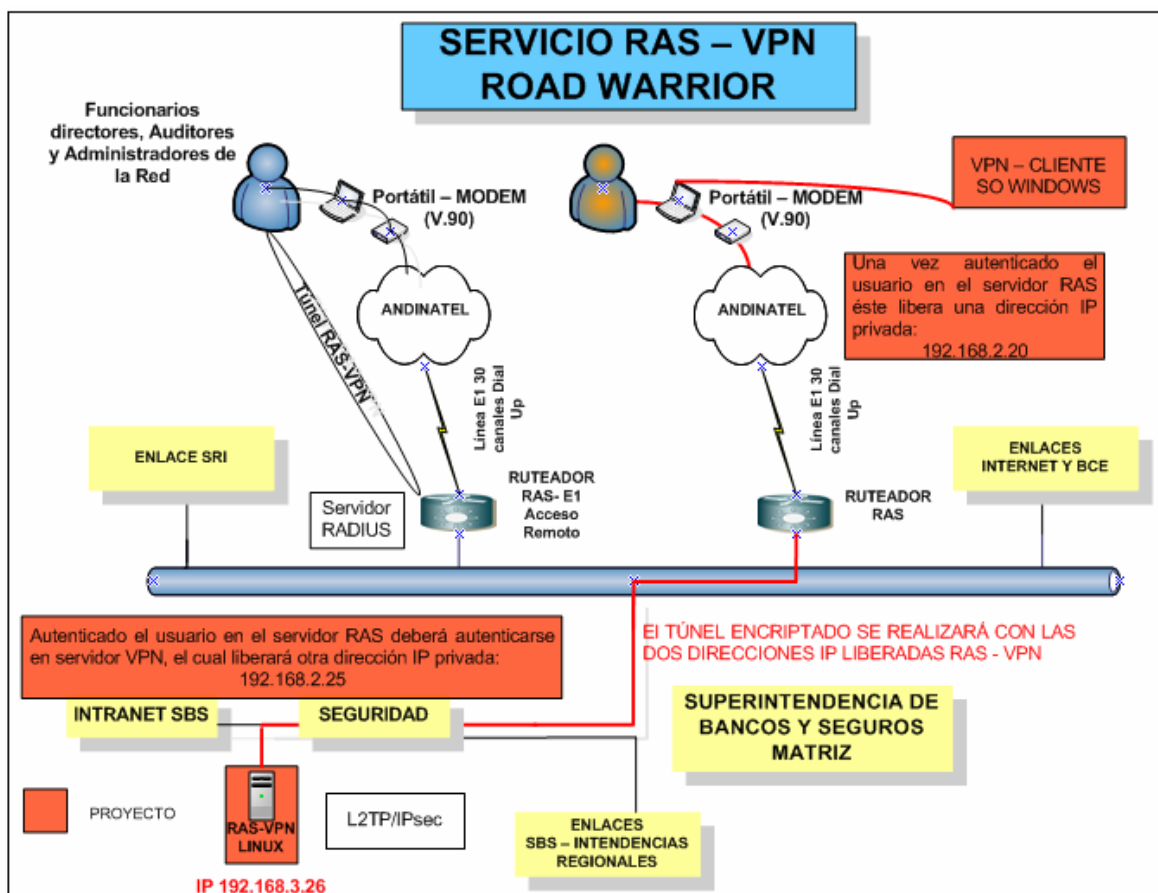 SERVICIO RAS – VPN
ROAD WARRIOR
Funcionarios
directores, Auditores
y Administradores de
la Red
Portátil – MODEM
(V.90)
Portátil – MODEM
(V.90)
VPN – CLIENTE
SO WINDOWS
Una vez autenticado el
usuario en el servidor RAS
éste libera una dirección IP
privada:
192.168.2.20
ANDINATEL
ANDINATEL
Túnel RAS-VPN
Línea E1 30
canales Dial
Up
Línea E1 30
canales Dial
Up
ENLACE SRI
ENLACES
INTERNET Y BCE
Servidor
RADIUS
RUTEADOR
RAS- E1
Acceso
Remoto
RUTEADOR
RAS
Autenticado el usuario en el servidor RAS deberá autenticarse
en servidor VPN, el cual liberará otra dirección IP privada:
192.168.2.25
El TÚNEL ENCRIPTADO SE REALIZARÁ CON LAS
DOS DIRECCIONES IP LIBERADAS RAS - VPN
INTRANET SBS
SEGURIDAD
SUPERINTENDENCIA DE
BANCOS Y SEGUROS
MATRIZ
PROYECTO
RAS-VPN
LINUX
IP 192.168.3.26
L2TP/IPsec
ENLACES
SBS – INTENDENCIAS
REGIONALES